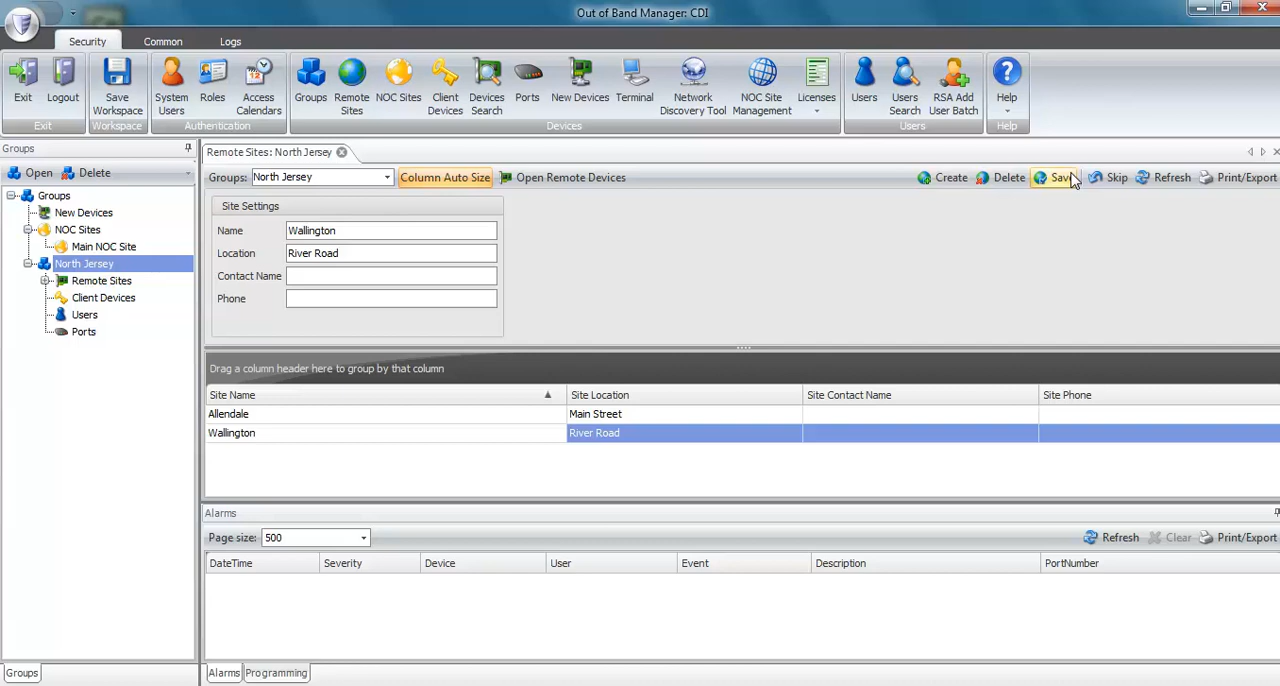 Out of Band Manager: CDI
Security Common Logs
Exit Logout Save Workspace System Users Roles Access Calendars Groups Remote Sites NOC Sites Client Devices Devices Search Ports New Devices Terminal Network Discovery Tool NOC Site Management Licenses Users Users Search RSA Add User Batch Help
Exit Workspace Authentication Devices Users Help
Groups
Open Delete
Groups
New Devices
NOC Sites
Main NOC Site
North Jersey
Remote Sites
Client Devices
Users
Ports
Groups
Remote Sites: North Jersey
Groups: North Jersey Column Auto Size Open Remote Devices Create Delete Save Skip Refresh Print/Export
Site Settings
Name Wallington
Location River Road
Contact Name
Phone
Drag a column header here to group by that column
Site Name Site Location Site Contact Name Site Phone
Allendale Main Street
Wallington River Road
Alarms
Page size: 500 Refresh Clear Print/Export
DateTime Severity Device User Event Description PortNumber
Alarms Programming